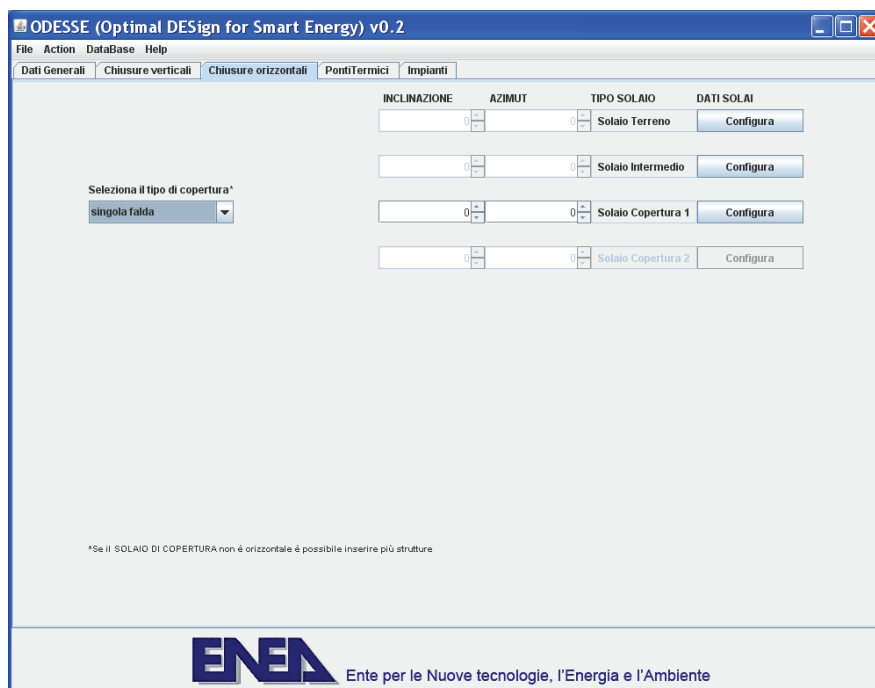 ODESSE (Optimal DESign for Smart Energy) v0.2
File Action DataBase Help
Dati Generali Chiusure verticali Chiusure orizzontali PontiTermici Impianti
INCLINAZIONE AZIMUT TIPO SOLAIO DATI SOLAI
0 0 Solaio Terreno Configura
0 0 Solaio Intermedio Configura
Seleziona il tipo di copertura*
singola falda 0 0 Solaio Copertura 1 Configura
0 0 Solaio Copertura 2 Configura
*Se il SOLAIO DI COPERTURA non è orizzontale è possibile inserire più strutture
ENEA Ente per le Nuove tecnologie, l'Energia e l'Ambiente